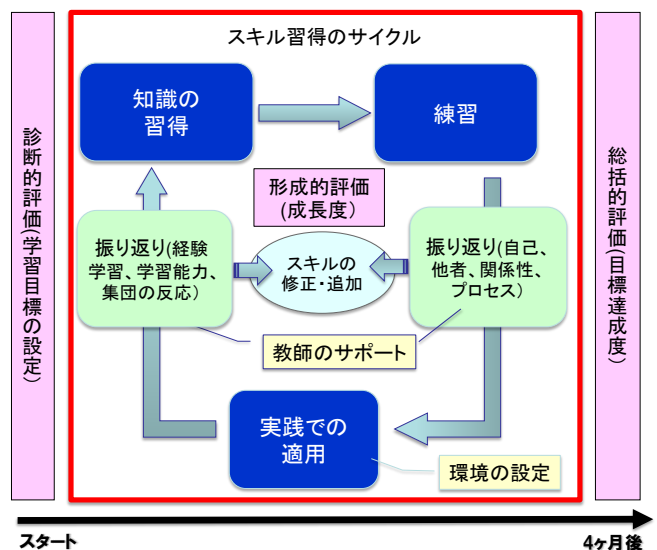 スキル習得のサイクル
診断的評価(学習目標の設定)
知識の
習得
練習
形成的評価
(成長度)
振り返り(経験
学習、学習能力、
集団の反応)
スキルの
修正・追加
振り返り(自己、
他者、関係性、
プロセス)
教師のサポート
実践での
適用
環境の設定
総括的評価(目標達成度)
スタート
4ヶ月後